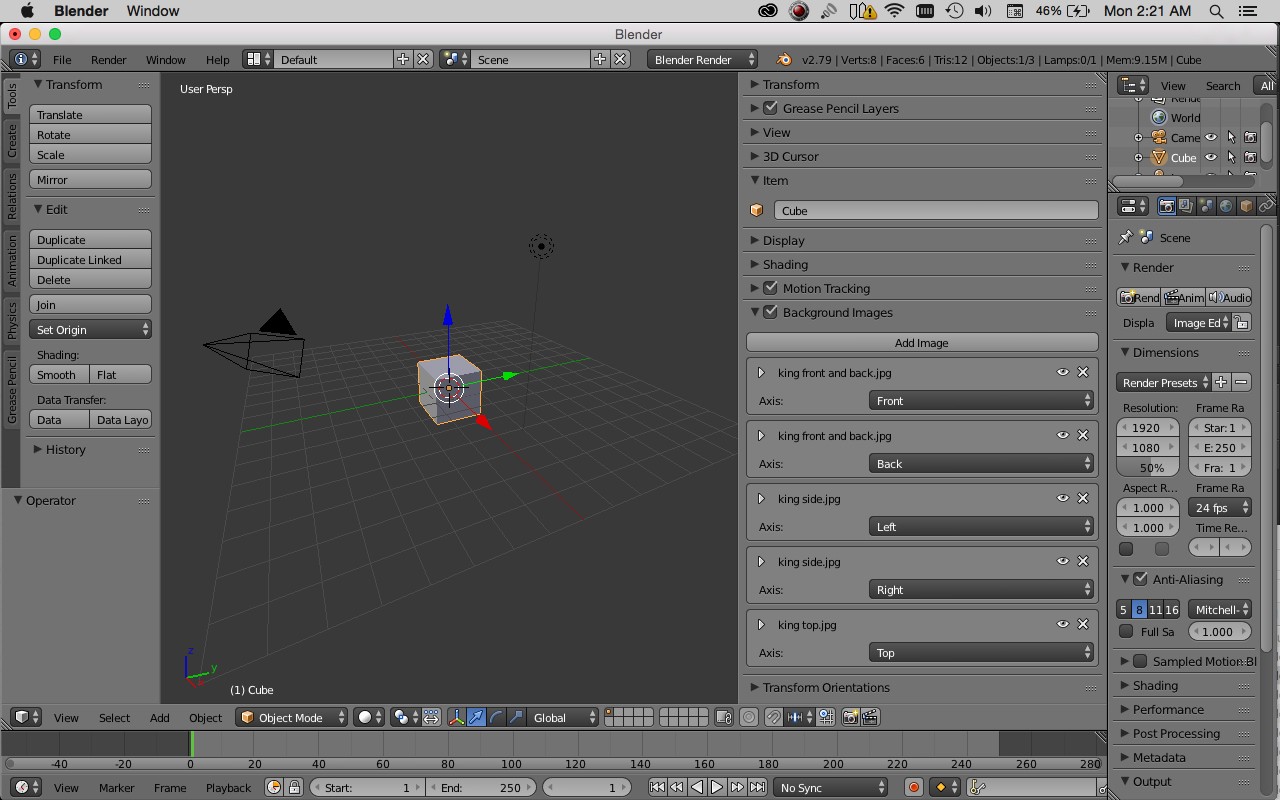 Blender Window 46% Mon 2:21 AM
Blender
File Render Window Help Default Scene Blender Render v2.79 | Verts:8 | Faces:6 | Tris:12 | Objects:1/3 | Lamps:0/1 | Mem:9.15M | Cube
Tools
Create
Relations
Animation
Physics
Grease Pencil
Transform
Translate
Rotate
Scale
Mirror
Edit
Duplicate
Duplicate Linked
Delete
Join
Set Origin
Shading:
Smooth Flat
Data Transfer:
Data Data Layo
History
Operator
User Persp
z
y
(1) Cube
Transform
Grease Pencil Layers
View
3D Cursor
Item
Cube
Display
Shading
Motion Tracking
Background Images
Add Image
king front and back.jpg
Axis: Front
king front and back.jpg
Axis: Back
king side.jpg
Axis: Left
king side.jpg
Axis: Right
king top.jpg
Axis: Top
Transform Orientations
View Search All
World
Came
Cube
Scene
Render
Rend Anim Audio
Displa Image Ed
Dimensions
Render Presets
Resolution: Frame Ra
1920 Star: 1
1080 E: 250
50% Fra: 1
Aspect R... Frame Ra
1.000 24 fps
1.000 Time Re...
Anti-Aliasing
5 8 11 16 Mitchell-
Full Sa 1.000
Sampled Motion Bl
Shading
Performance
Post Processing
Metadata
Output
View Select Add Object Object Mode Global
-40 -20 0 20 40 60 80 100 120 140 160 180 200 220 240 260 280
View Marker Frame Playback Start: 1 End: 250 1 No Sync